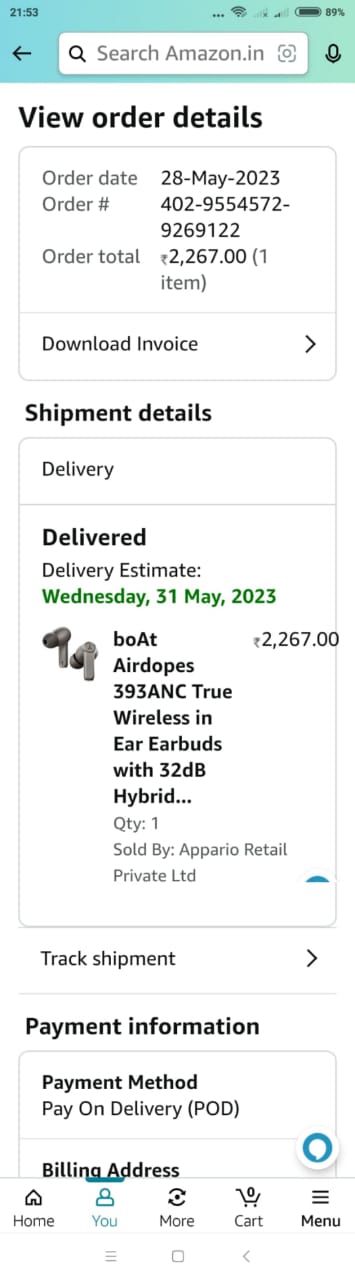 21:53
... 89%
Search Amazon.in
View order details
Order date 28-May-2023
Order # 402-9554572-
9269122
Order total ₹2,267.00 (1
item)
Download Invoice
Shipment details
Delivery
Delivered
Delivery Estimate:
Wednesday, 31 May, 2023
boAt ₹2,267.00
Airdopes
393ANC True
Wireless in
Ear Earbuds
with 32dB
Hybrid...
Qty: 1
Sold By: Appario Retail
Private Ltd
Track shipment
Payment information
Payment Method
Pay On Delivery (POD)
Billing Address
0
Home You More Cart Menu